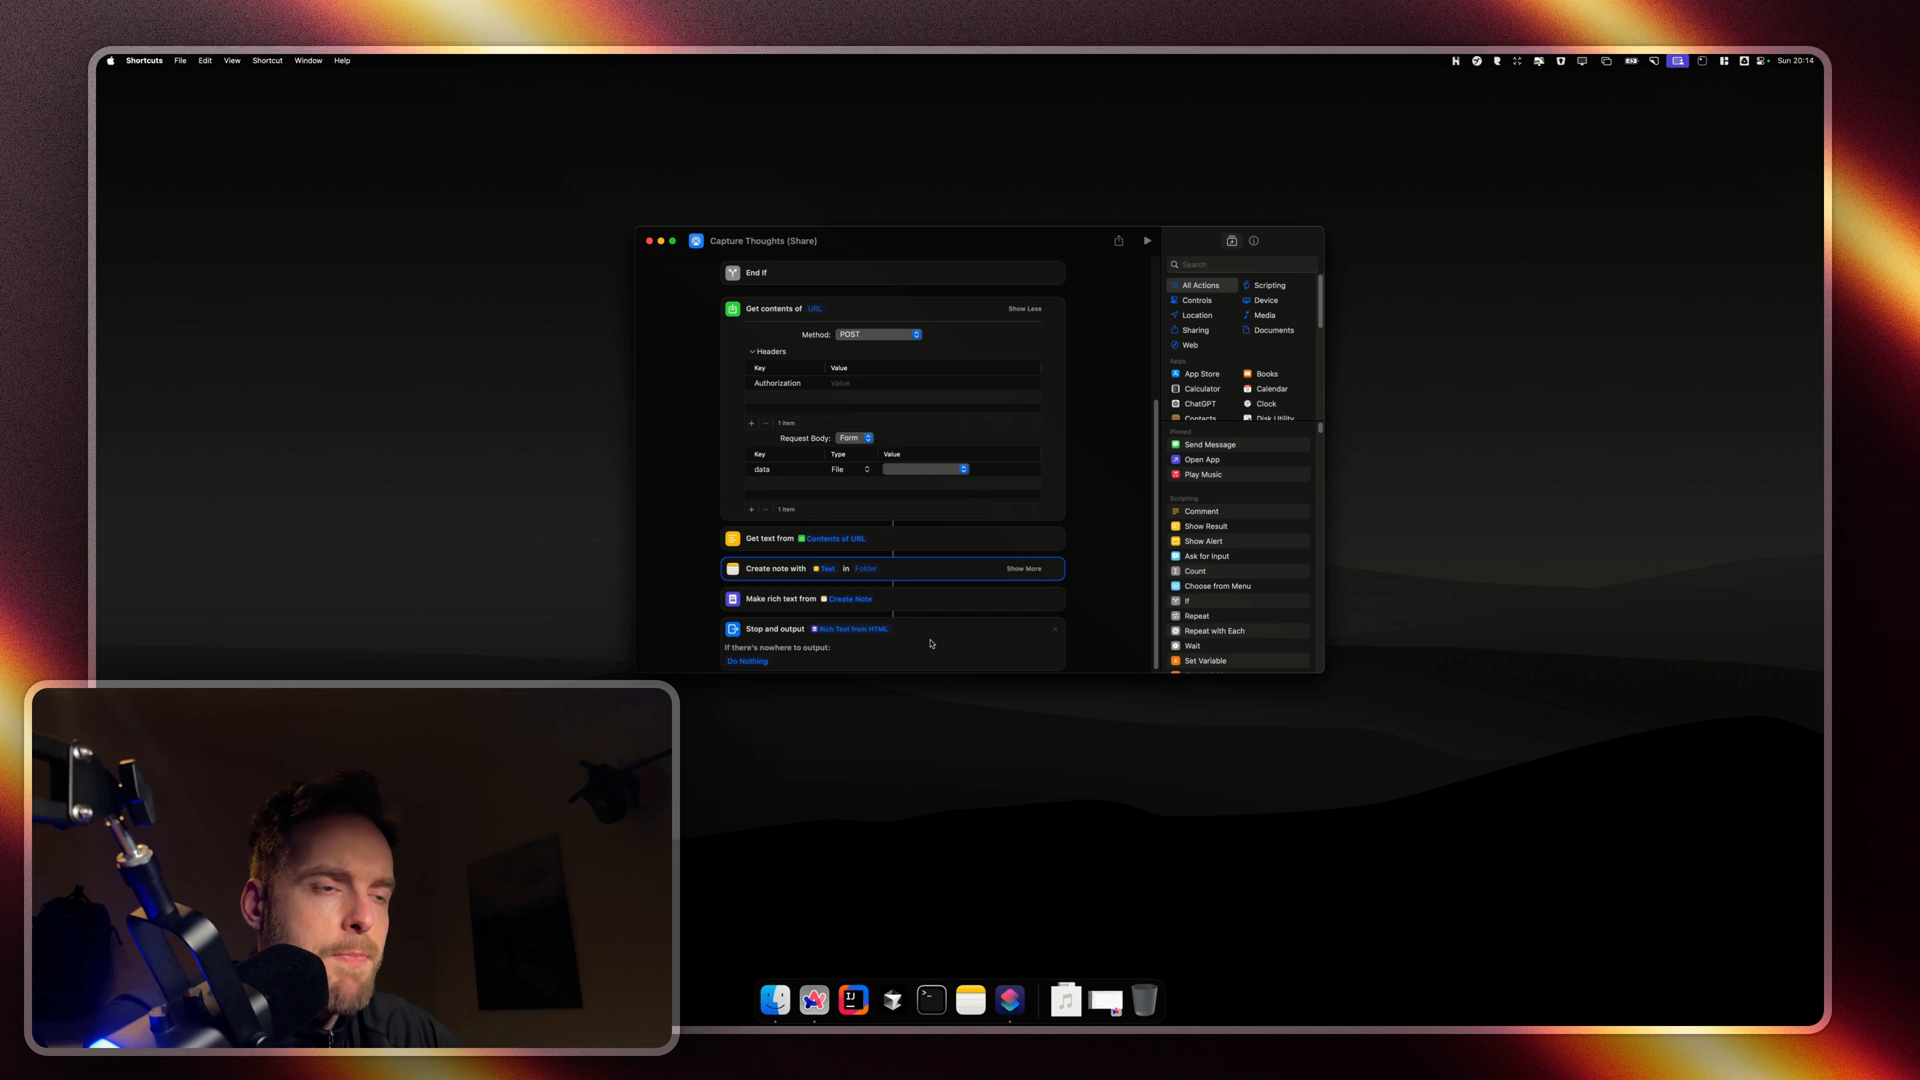 Shortcuts File Edit View Shortcut Window Help
Sun 20:14
Capture Thoughts (Share)
End If
Get contents of URL
Show Less
Method: POST
Headers
Key Value
Authorization Value
+ − 1 item
Request Body: Form
Key Type Value
data File
+ − 1 item
Get text from Contents of URL
Create note with Text in Folder
Show More
Make rich text from Create Note
Stop and output Rich Text from HTML
If there's nowhere to output:
Do Nothing
Search
All Actions Scripting
Controls Device
Location Media
Sharing Documents
Web
Apps
App Store Books
Calculator Calendar
ChatGPT Clock
Contacts Disk Utility
Pinned
Send Message
Open App
Play Music
Scripting
Comment
Show Result
Show Alert
Ask for Input
Count
Choose from Menu
If
Repeat
Repeat with Each
Wait
Set Variable
IJ